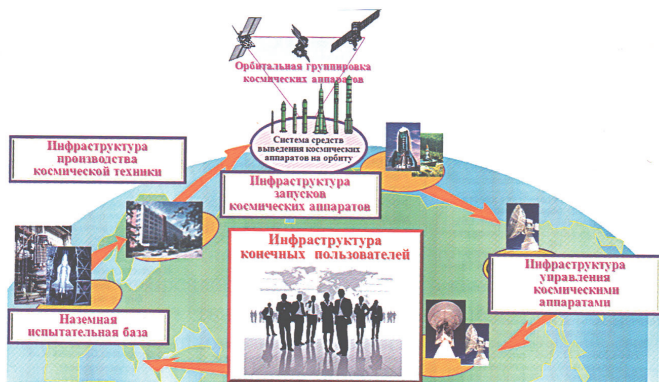 Орбитальная группировка
космических аппаратов
Система средств
выведения космических
аппаратов на орбиту
Инфраструктура
производства
космической техники
Инфраструктура
запусков
космических аппаратов
Инфраструктура
конечных пользователей
Инфраструктура
управления
космическими
аппаратами
Наземная
испытательная база